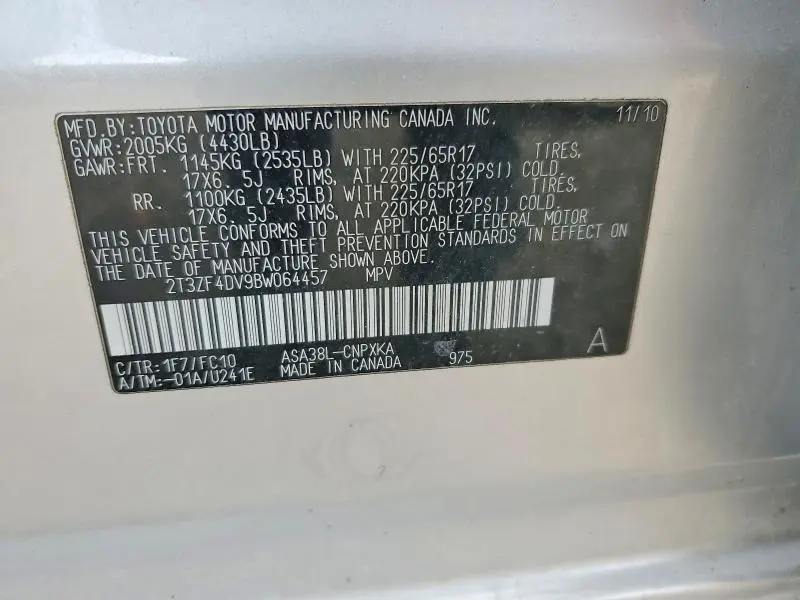 MFD. BY: TOYOTA MOTOR MANUFACTURING CANADA INC. 11/10
GVWR: 2005KG (4430LB)
GAWR: FRT. 1145KG (2535LB) WITH 225/65R17 TIRES,
17X6. 5J RIMS, AT 220KPA (32PSI) COLD.
RR. 1100KG (2435LB) WITH 225/65R17 TIRES,
17X6. 5J RIMS, AT 220KPA (32PSI) COLD.
THIS VEHICLE CONFORMS TO ALL APPLICABLE FEDERAL MOTOR
VEHICLE SAFETY AND THEFT PREVENTION STANDARDS IN EFFECT ON
THE DATE OF MANUFACTURE SHOWN ABOVE.
2T3ZF4DV9BW064457 MPV
C/TR: 1F7/FC10 ASA38L-CNPXKA A
A/TM: -01A/U241E MADE IN CANADA 975